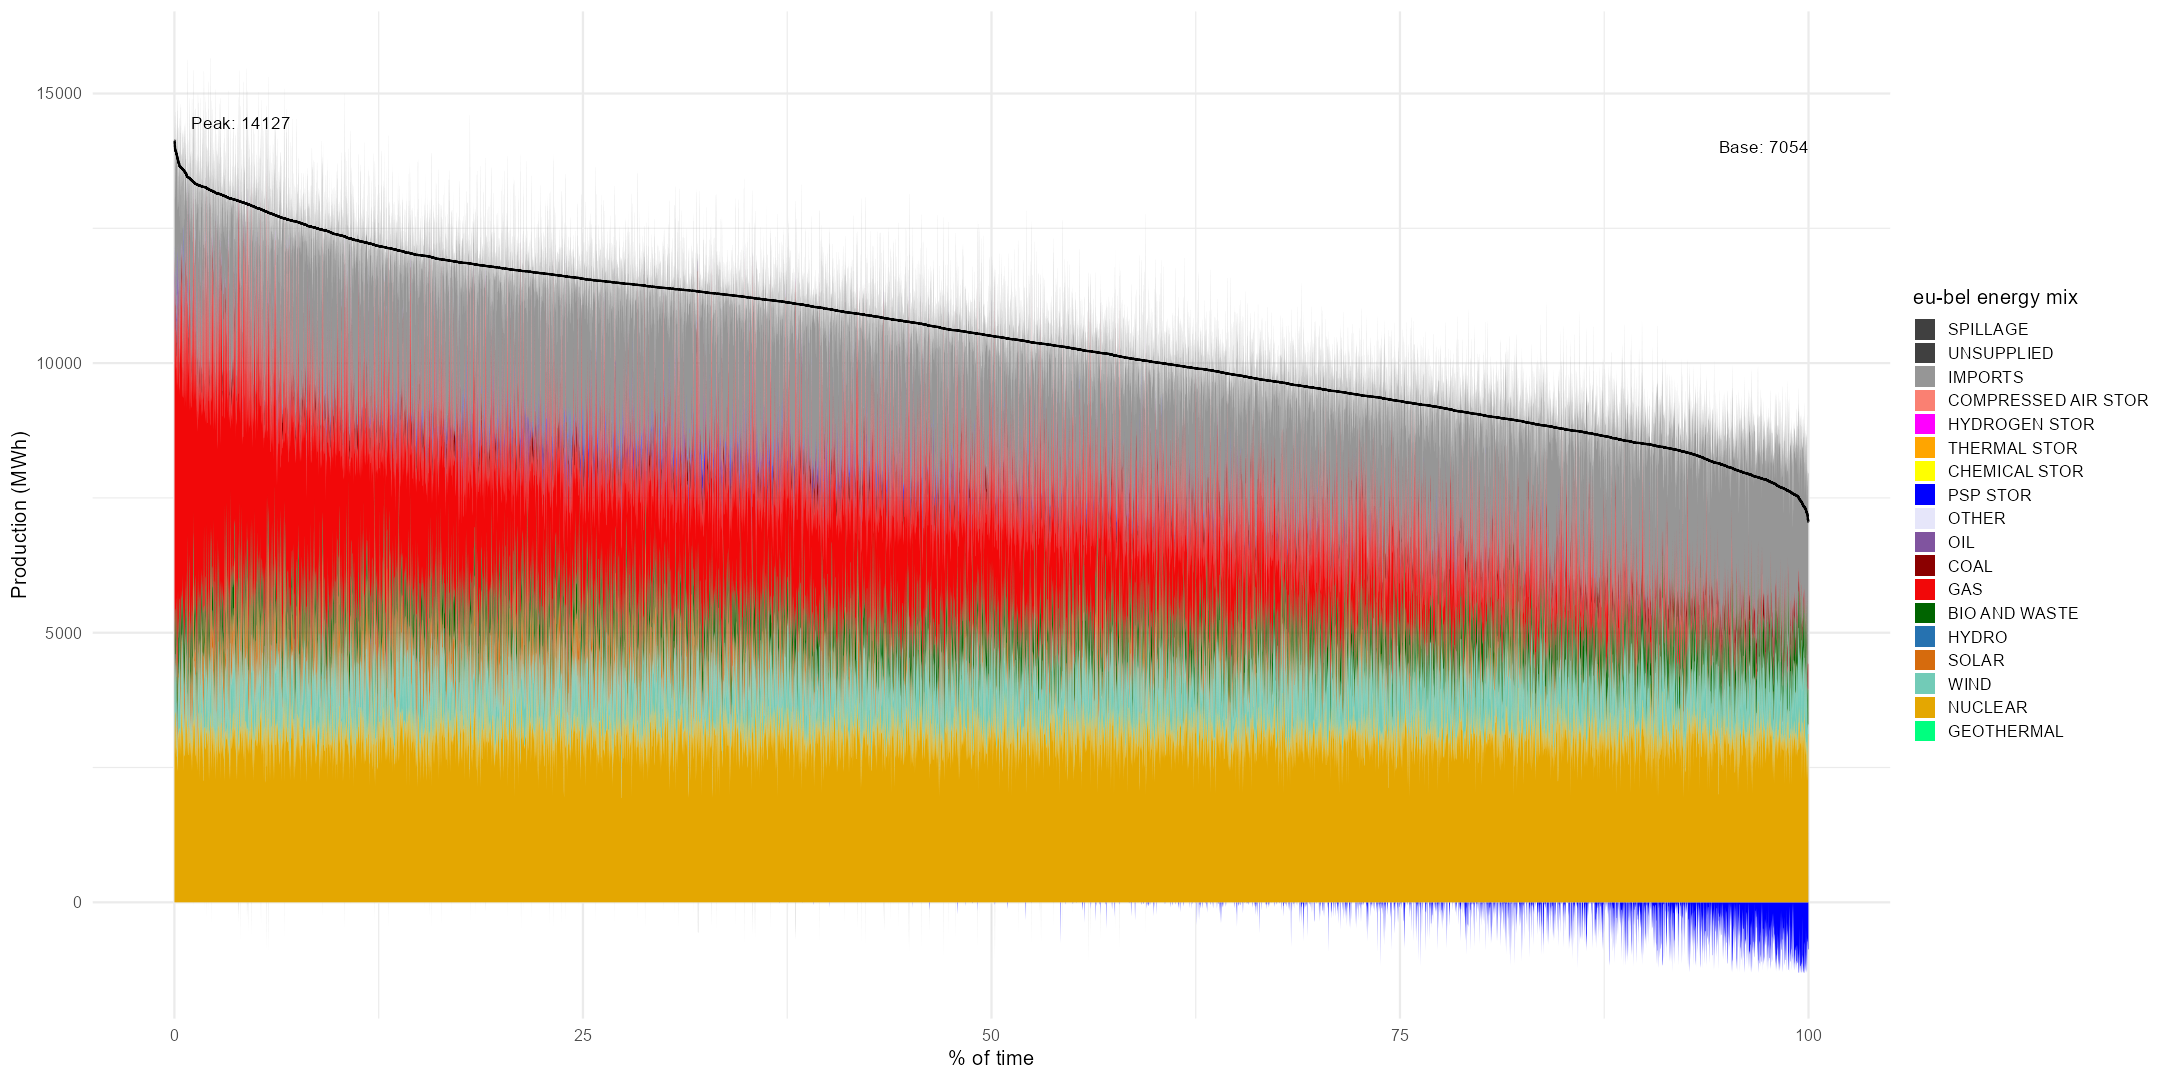 15000
10000
5000
0
Production (MWh)
Peak: 14127
Base: 7054
0
25
50
75
100
% of time
eu-bel energy mix
SPILLAGE
UNSUPPLIED
IMPORTS
COMPRESSED AIR STOR
HYDROGEN STOR
THERMAL STOR
CHEMICAL STOR
PSP STOR
OTHER
OIL
COAL
GAS
BIO AND WASTE
HYDRO
SOLAR
WIND
NUCLEAR
GEOTHERMAL